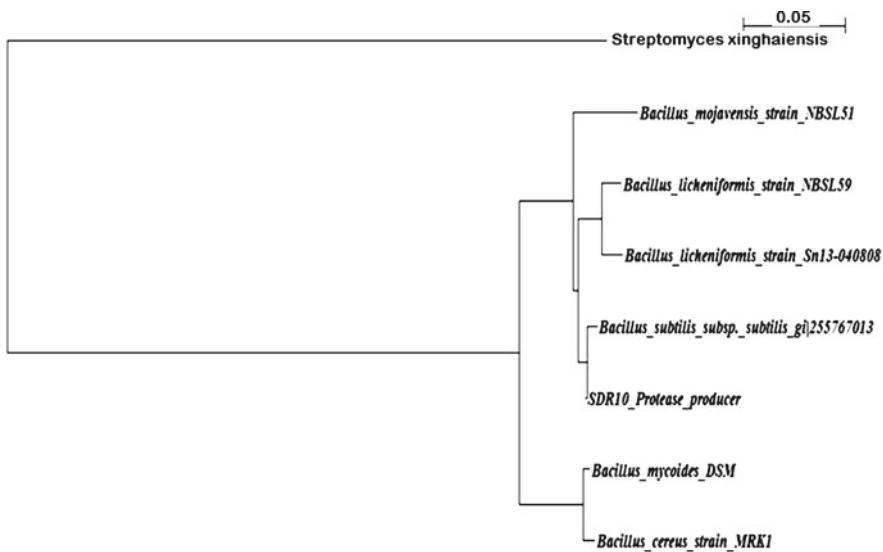 0.05
Streptomyces xinghaiensis
Bacillus_mojavensis_strain_NBSL51
Bacillus_licheniformis_strain_NBSL59
Bacillus_licheniformis_strain_Sn13-040808
Bacillus_subtilis_subsp._subtilis_gi|255767013
SDR10_Protease_producer
Bacillus_mycoides_DSM
Bacillus_cereus_strain_MRK1